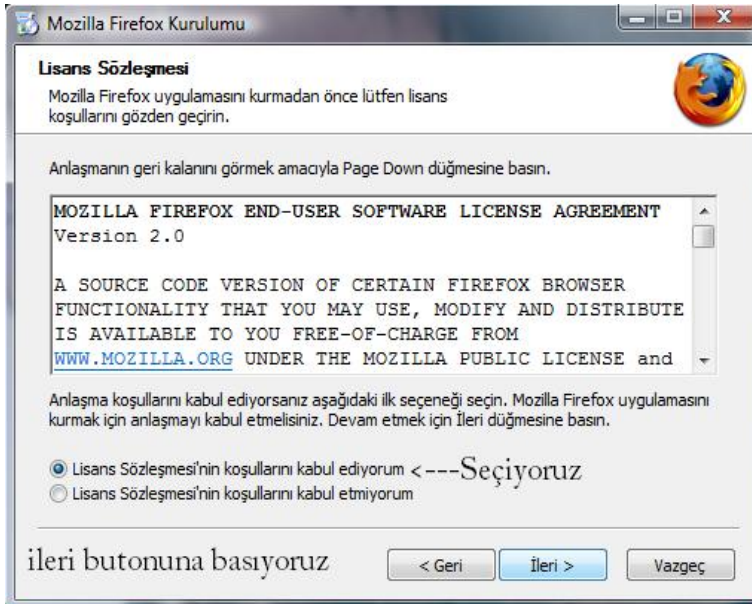 Mozilla Firefox Kurulumu
Lisans Sözleşmesi
Mozilla Firefox uygulamasını kurmadan önce lütfen lisans
koşullarını gözden geçirin.
Anlaşmanın geri kalanını görmek amacıyla Page Down düğmesine basın.
MOZILLA FIREFOX END-USER SOFTWARE LICENSE AGREEMENT
Version 2.0
A SOURCE CODE VERSION OF CERTAIN FIREFOX BROWSER
FUNCTIONALITY THAT YOU MAY USE, MODIFY AND DISTRIBUTE
IS AVAILABLE TO YOU FREE-OF-CHARGE FROM
WWW.MOZILLA.ORG UNDER THE MOZILLA PUBLIC LICENSE and
Anlaşma koşullarını kabul ediyorsanız aşağıdaki ilk seçeneği seçin. Mozilla Firefox uygulamasını
kurmak için anlaşmayı kabul etmelisiniz. Devam etmek için İleri düğmesine basın.
Lisans Sözleşmesi'nin koşullarını kabul ediyorum <---Seçiyoruz
Lisans Sözleşmesi'nin koşullarını kabul etmiyorum
ileri butonuna basıyoruz < Geri İleri > Vazgeç